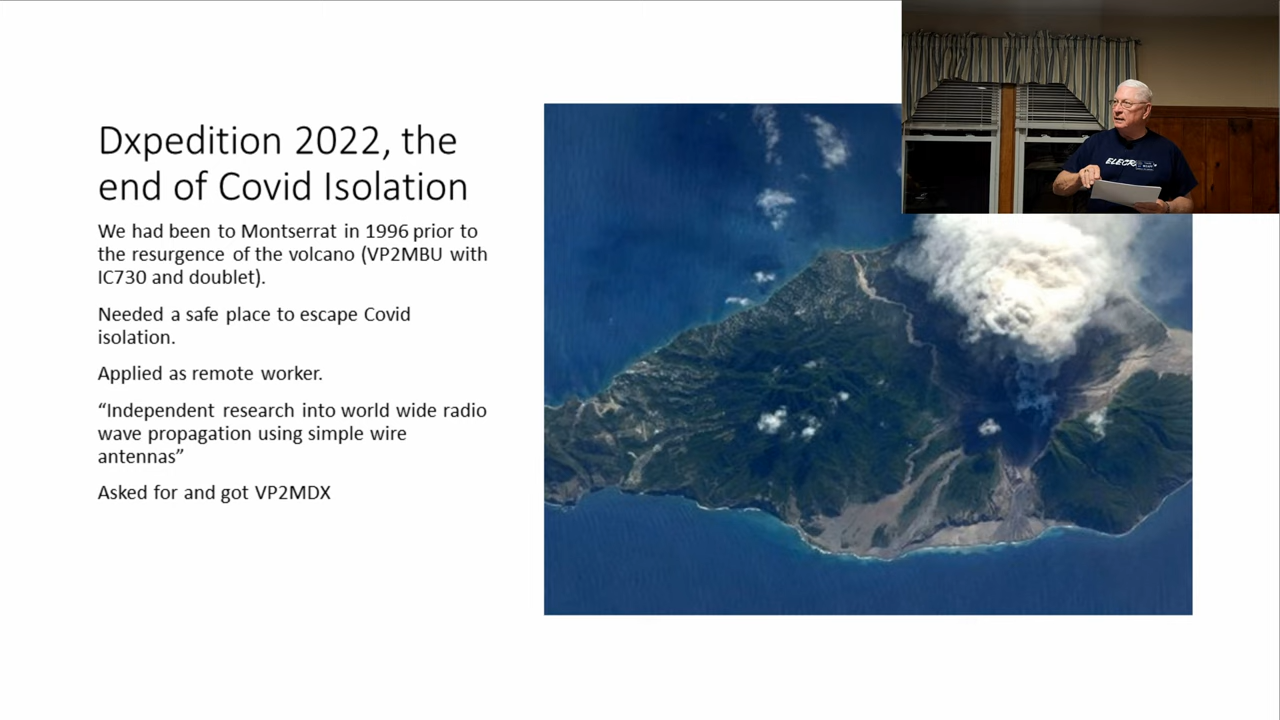 Dxpedition 2022, the
end of Covid Isolation
We had been to Montserrat in 1996 prior to
the resurgence of the volcano (VP2MBU with
IC730 and doublet).
Needed a safe place to escape Covid
isolation.
Applied as remote worker.
“Independent research into world wide radio
wave propagation using simple wire
antennas”
Asked for and got VP2MDX